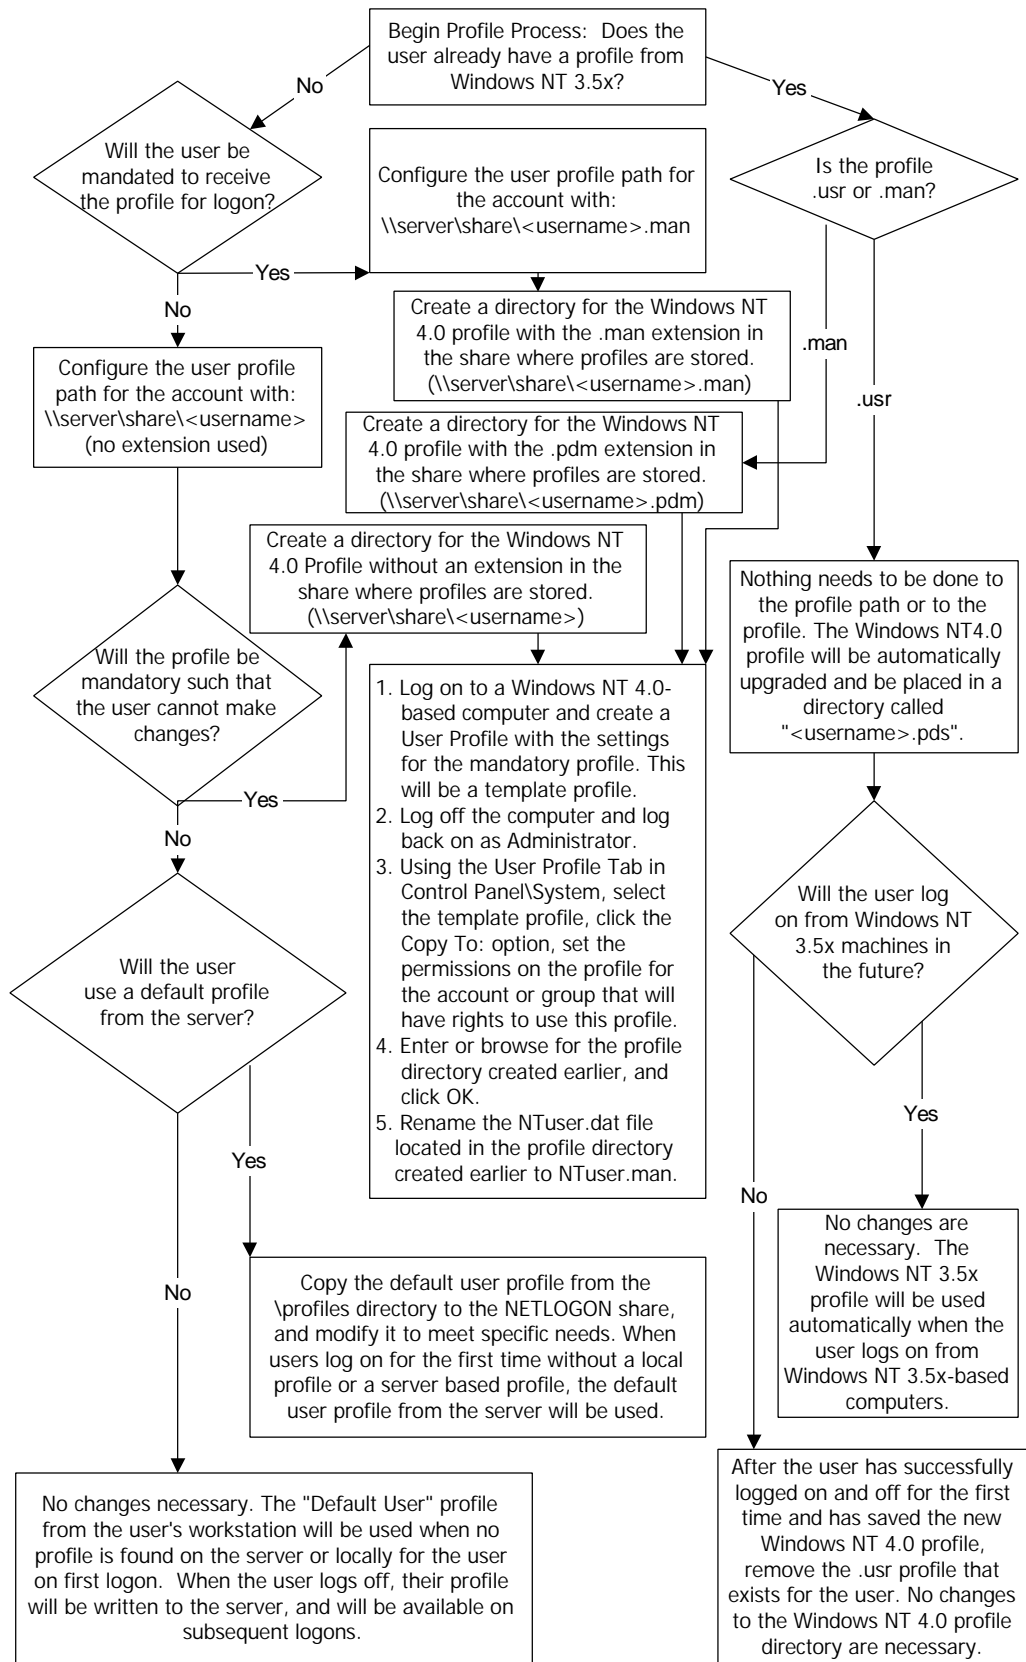 Begin Profile Process:  Does the
user already have a profile from
Windows NT 3.5x?
No
Yes
Will the user be
mandated to receive
the profile for logon?
Configure the user profile path for
the account with:
\\server\share\<username>.man
Is the profile
.usr or .man?
Yes
No
Create a directory for the Windows NT
4.0 profile with the .man extension in
the share where profiles are stored.
(\\server\share\<username>.man)
.man
.usr
Configure the user profile
path for the account with:
\\server\share\<username>
(no extension used)
Create a directory for the Windows NT
4.0 profile with the .pdm extension in
the share where profiles are stored.
(\\server\share\<username>.pdm)
Create a directory for the Windows NT
4.0 Profile without an extension in the
share where profiles are stored.
(\\server\share\<username>)
Nothing needs to be done to
the profile path or to the
profile. The Windows NT4.0
profile will be automatically
upgraded and be placed in a
directory called
"<username>.pds".
Will the profile be
mandatory such that
the user cannot make
changes?
Yes
No
1. Log on to a Windows NT 4.0-
based computer and create a
User Profile with the settings
for the mandatory profile. This
will be a template profile.
2. Log off the computer and log
back on as Administrator.
3. Using the User Profile Tab in
Control Panel\System, select
the template profile, click the
Copy To: option, set the
permissions on the profile for
the account or group that will
have rights to use this profile.
4. Enter or browse for the profile
directory created earlier, and
click OK.
5. Rename the NTuser.dat file
located in the profile directory
created earlier to NTuser.man.
Will the user log
on from Windows NT
3.5x machines in
the future?
Will the user
use a default profile
from the server?
Yes
Yes
No
No
No changes are
necessary.  The
Windows NT 3.5x
profile will be used
automatically when the
user logs on from
Windows NT 3.5x-based
computers.
Copy the default user profile from the
\profiles directory to the NETLOGON share,
and modify it to meet specific needs. When
users log on for the first time without a local
profile or a server based profile, the default
user profile from the server will be used.
After the user has successfully
logged on and off for the first
time and has saved the new
Windows NT 4.0 profile,
remove the .usr profile that
exists for the user. No changes
to the Windows NT 4.0 profile
directory are necessary.
No changes necessary. The "Default User" profile
from the user's workstation will be used when no
profile is found on the server or locally for the user
on first logon.  When the user logs off, their profile
will be written to the server, and will be available on
subsequent logons.